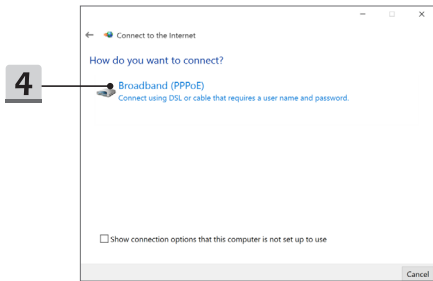 Connect to the Internet
How do you want to connect?
4
Broadband (PPPoE)
Connect using DSL or cable that requires a user name and password.
Show connection options that this computer is not set up to use
Cancel